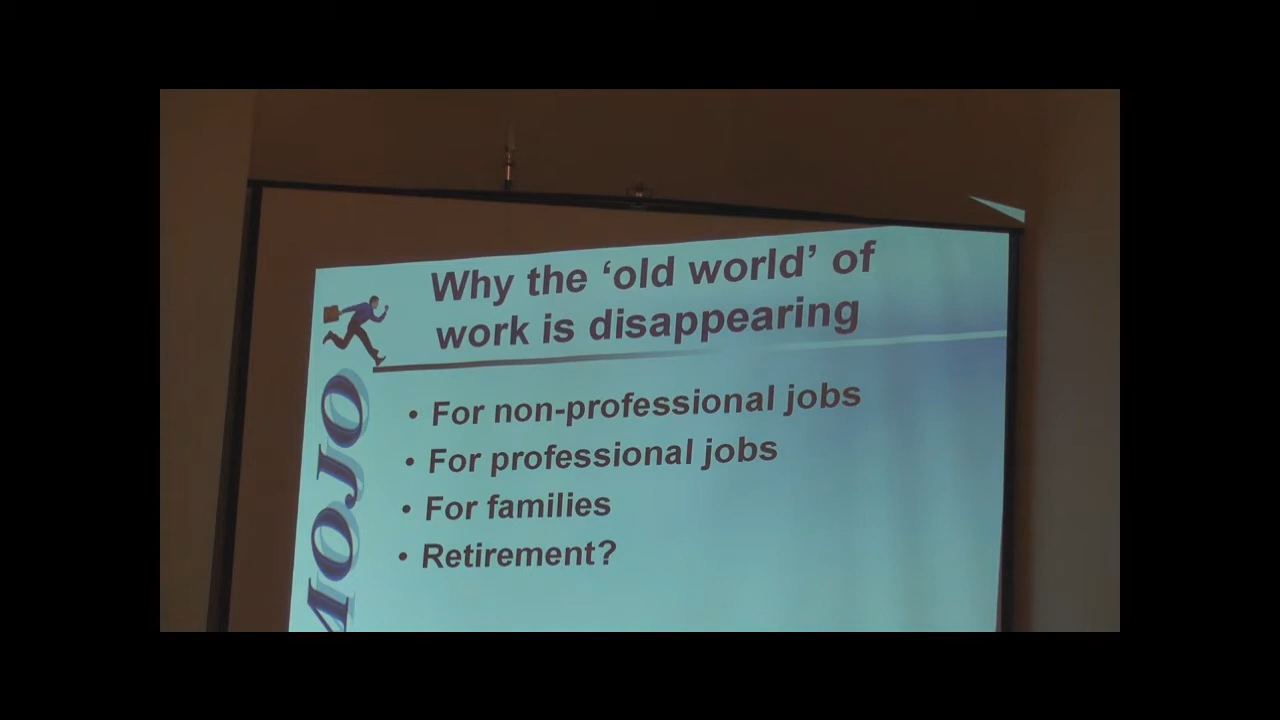 Why the ‘old world’ of
work is disappearing
• For non-professional jobs
• For professional jobs
• For families
• Retirement?
MOJO